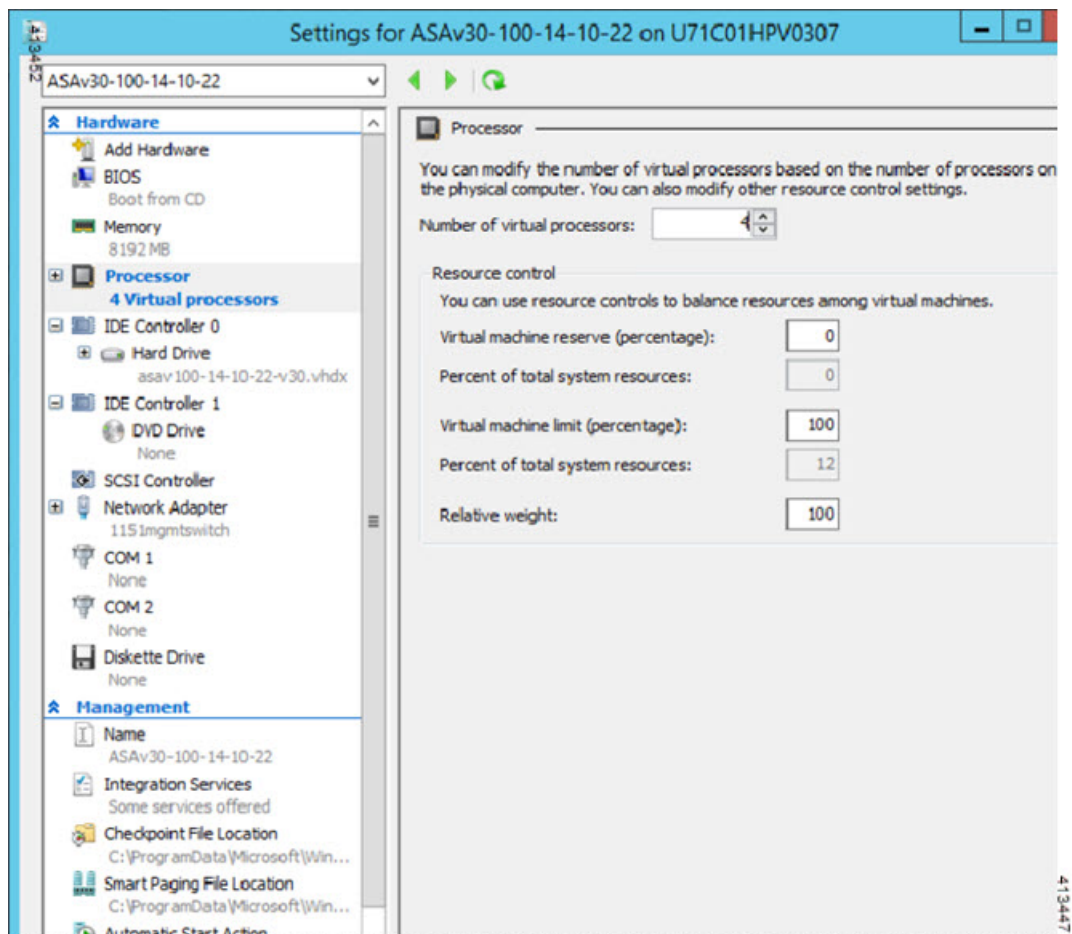 Settings for ASAv30-100-14-10-22 on U71C01HPV0307
413452
ASAv30-100-14-10-22
Hardware
Add Hardware
BIOS
Boot from CD
Memory
8192 MB
Processor
4 Virtual processors
IDE Controller 0
Hard Drive
asav100-14-10-22-v30.vhdx
IDE Controller 1
DVD Drive
None
SCSI Controller
Network Adapter
1151mgmtswitch
COM 1
None
COM 2
None
Diskette Drive
None
Management
Name
ASAv30-100-14-10-22
Integration Services
Some services offered
Checkpoint File Location
C:\ProgramData\Microsoft\Win...
Smart Paging File Location
C:\ProgramData\Microsoft\Win...
Automatic Start Action
Processor
You can modify the number of virtual processors based on the number of processors on
the physical computer. You can also modify other resource control settings.
Number of virtual processors: 4
Resource control
You can use resource controls to balance resources among virtual machines.
Virtual machine reserve (percentage): 0
Percent of total system resources: 0
Virtual machine limit (percentage): 100
Percent of total system resources: 12
Relative weight: 100
413447